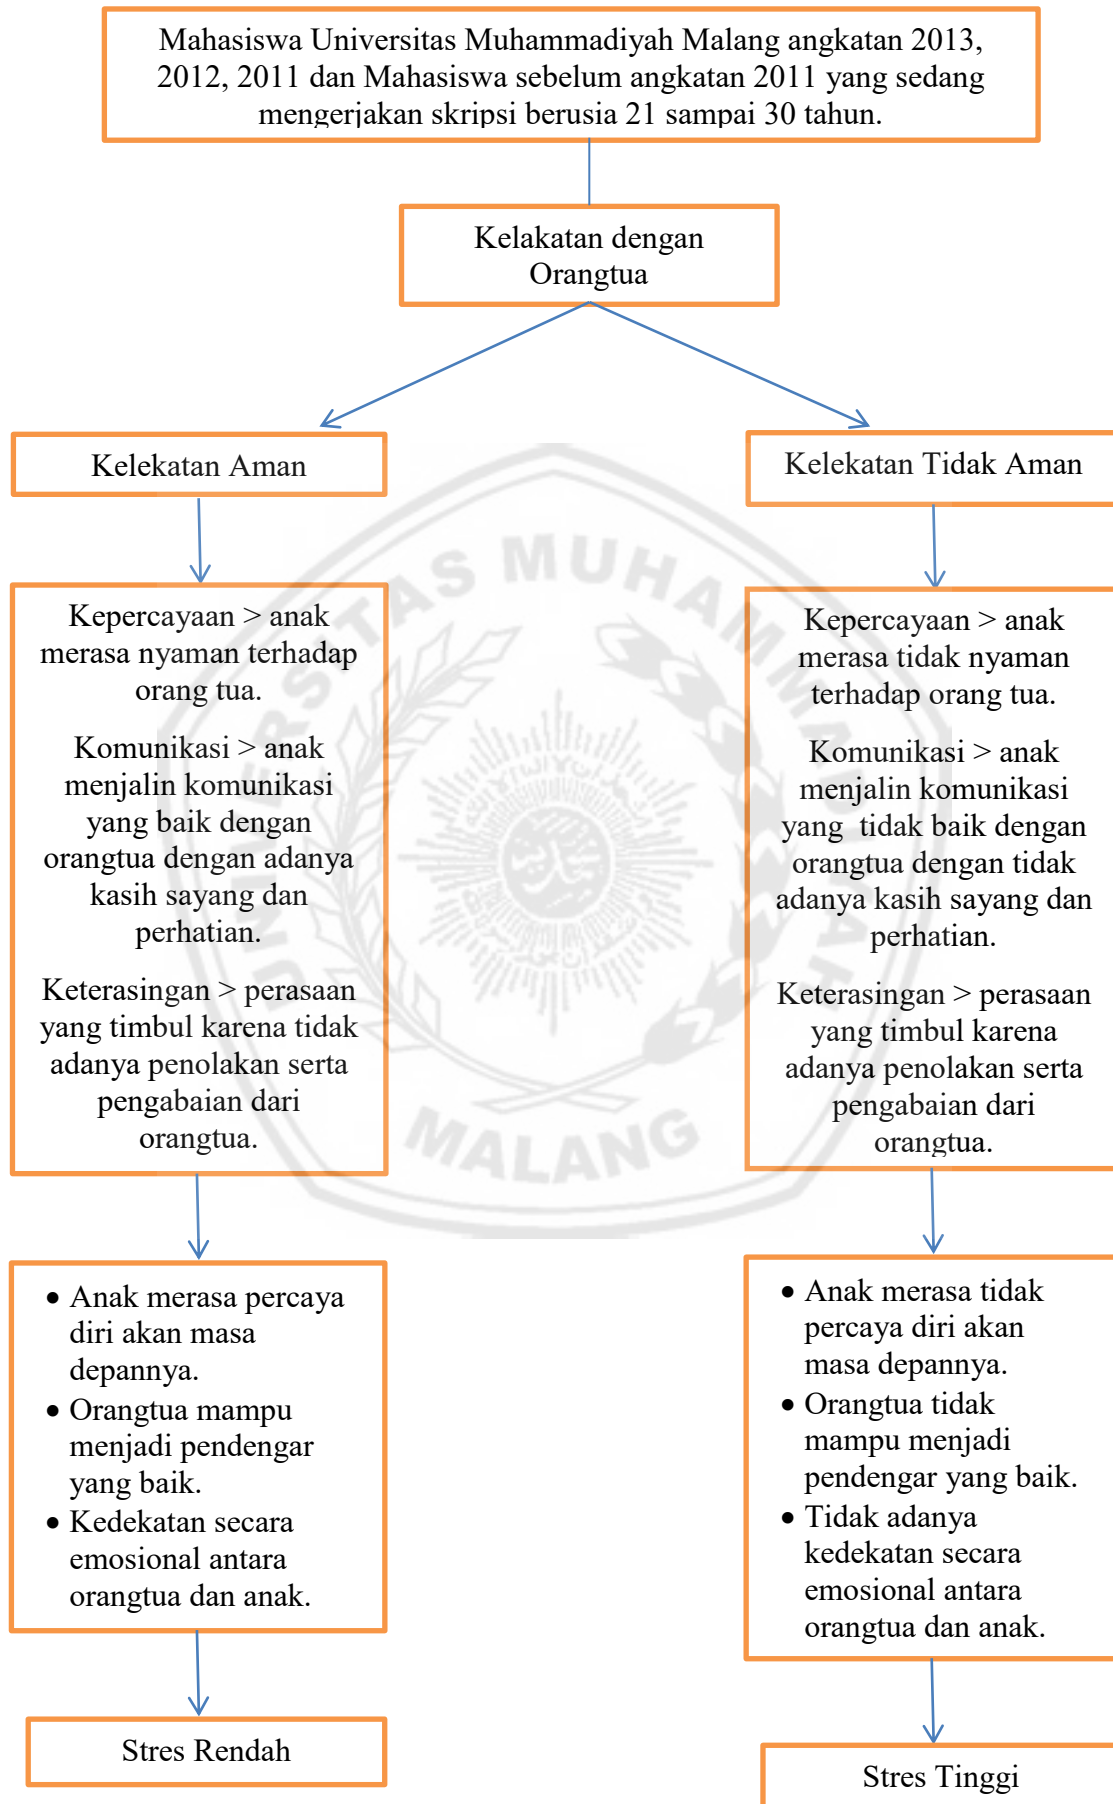 Mahasiswa Universitas Muhammadiyah Malang angkatan 2013,
2012, 2011 dan Mahasiswa sebelum angkatan 2011 yang sedang
mengerjakan skripsi berusia 21 sampai 30 tahun.
Kelakatan dengan
Orangtua
Kelekatan Aman
Kepercayaan > anak
merasa nyaman terhadap
orang tua.
Komunikasi > anak
menjalin komunikasi
yang baik dengan
orangtua dengan adanya
kasih sayang dan
perhatian.
Keterasingan > perasaan
yang timbul karena tidak
adanya penolakan serta
pengabaian dari
orangtua.
• Anak merasa percaya
diri akan masa
depannya.
• Orangtua mampu
menjadi pendengar
yang baik.
• Kedekatan secara
emosional antara
orangtua dan anak.
Stres Rendah
Kelekatan Tidak Aman
Kepercayaan > anak
merasa tidak nyaman
terhadap orang tua.
Komunikasi > anak
menjalin komunikasi
yang tidak baik dengan
orangtua dengan tidak
adanya kasih sayang dan
perhatian.
Keterasingan > perasaan
yang timbul karena
adanya penolakan serta
pengabaian dari
orangtua.
• Anak merasa tidak
percaya diri akan
masa depannya.
• Orangtua tidak
mampu menjadi
pendengar yang baik.
• Tidak adanya
kedekatan secara
emosional antara
orangtua dan anak.
Stres Tinggi
UNIVERSITAS MUHAMMADIYAH
MALANG